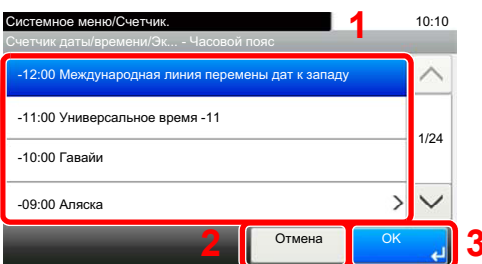 Системное меню/Счетчик. 1 10:10
Счетчик даты/времени/Эк... - Часовой пояс
-12:00 Международная линия перемены дат к западу
-11:00 Универсальное время -11
1/24
-10:00 Гавайи
-09:00 Аляска
2 Отмена OK 3